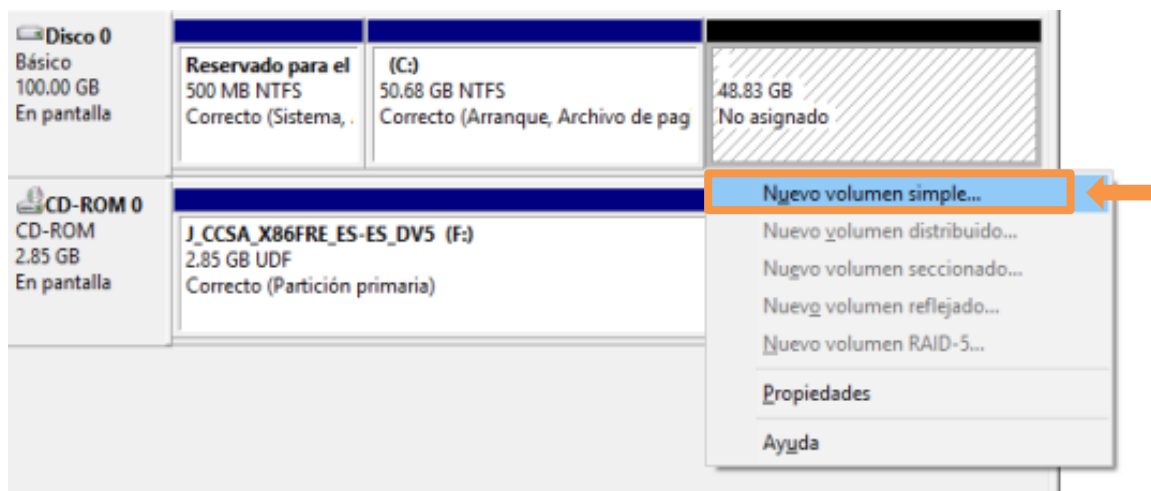 Disco 0
Básico
100.00 GB
En pantalla
Reservado para el
500 MB NTFS
Correcto (Sistema, .
(C:)
50.68 GB NTFS
Correcto (Arranque, Archivo de pag
48.83 GB
No asignado
CD-ROM 0
CD-ROM
2.85 GB
En pantalla
J_CCSA_X86FRE_ES-ES_DV5 (F:)
2.85 GB UDF
Correcto (Partición primaria)
Nuevo volumen simple...
Nuevo volumen distribuido...
Nuevo volumen seccionado...
Nuevo volumen reflejado...
Nuevo volumen RAID-5...
Propiedades
Ayuda